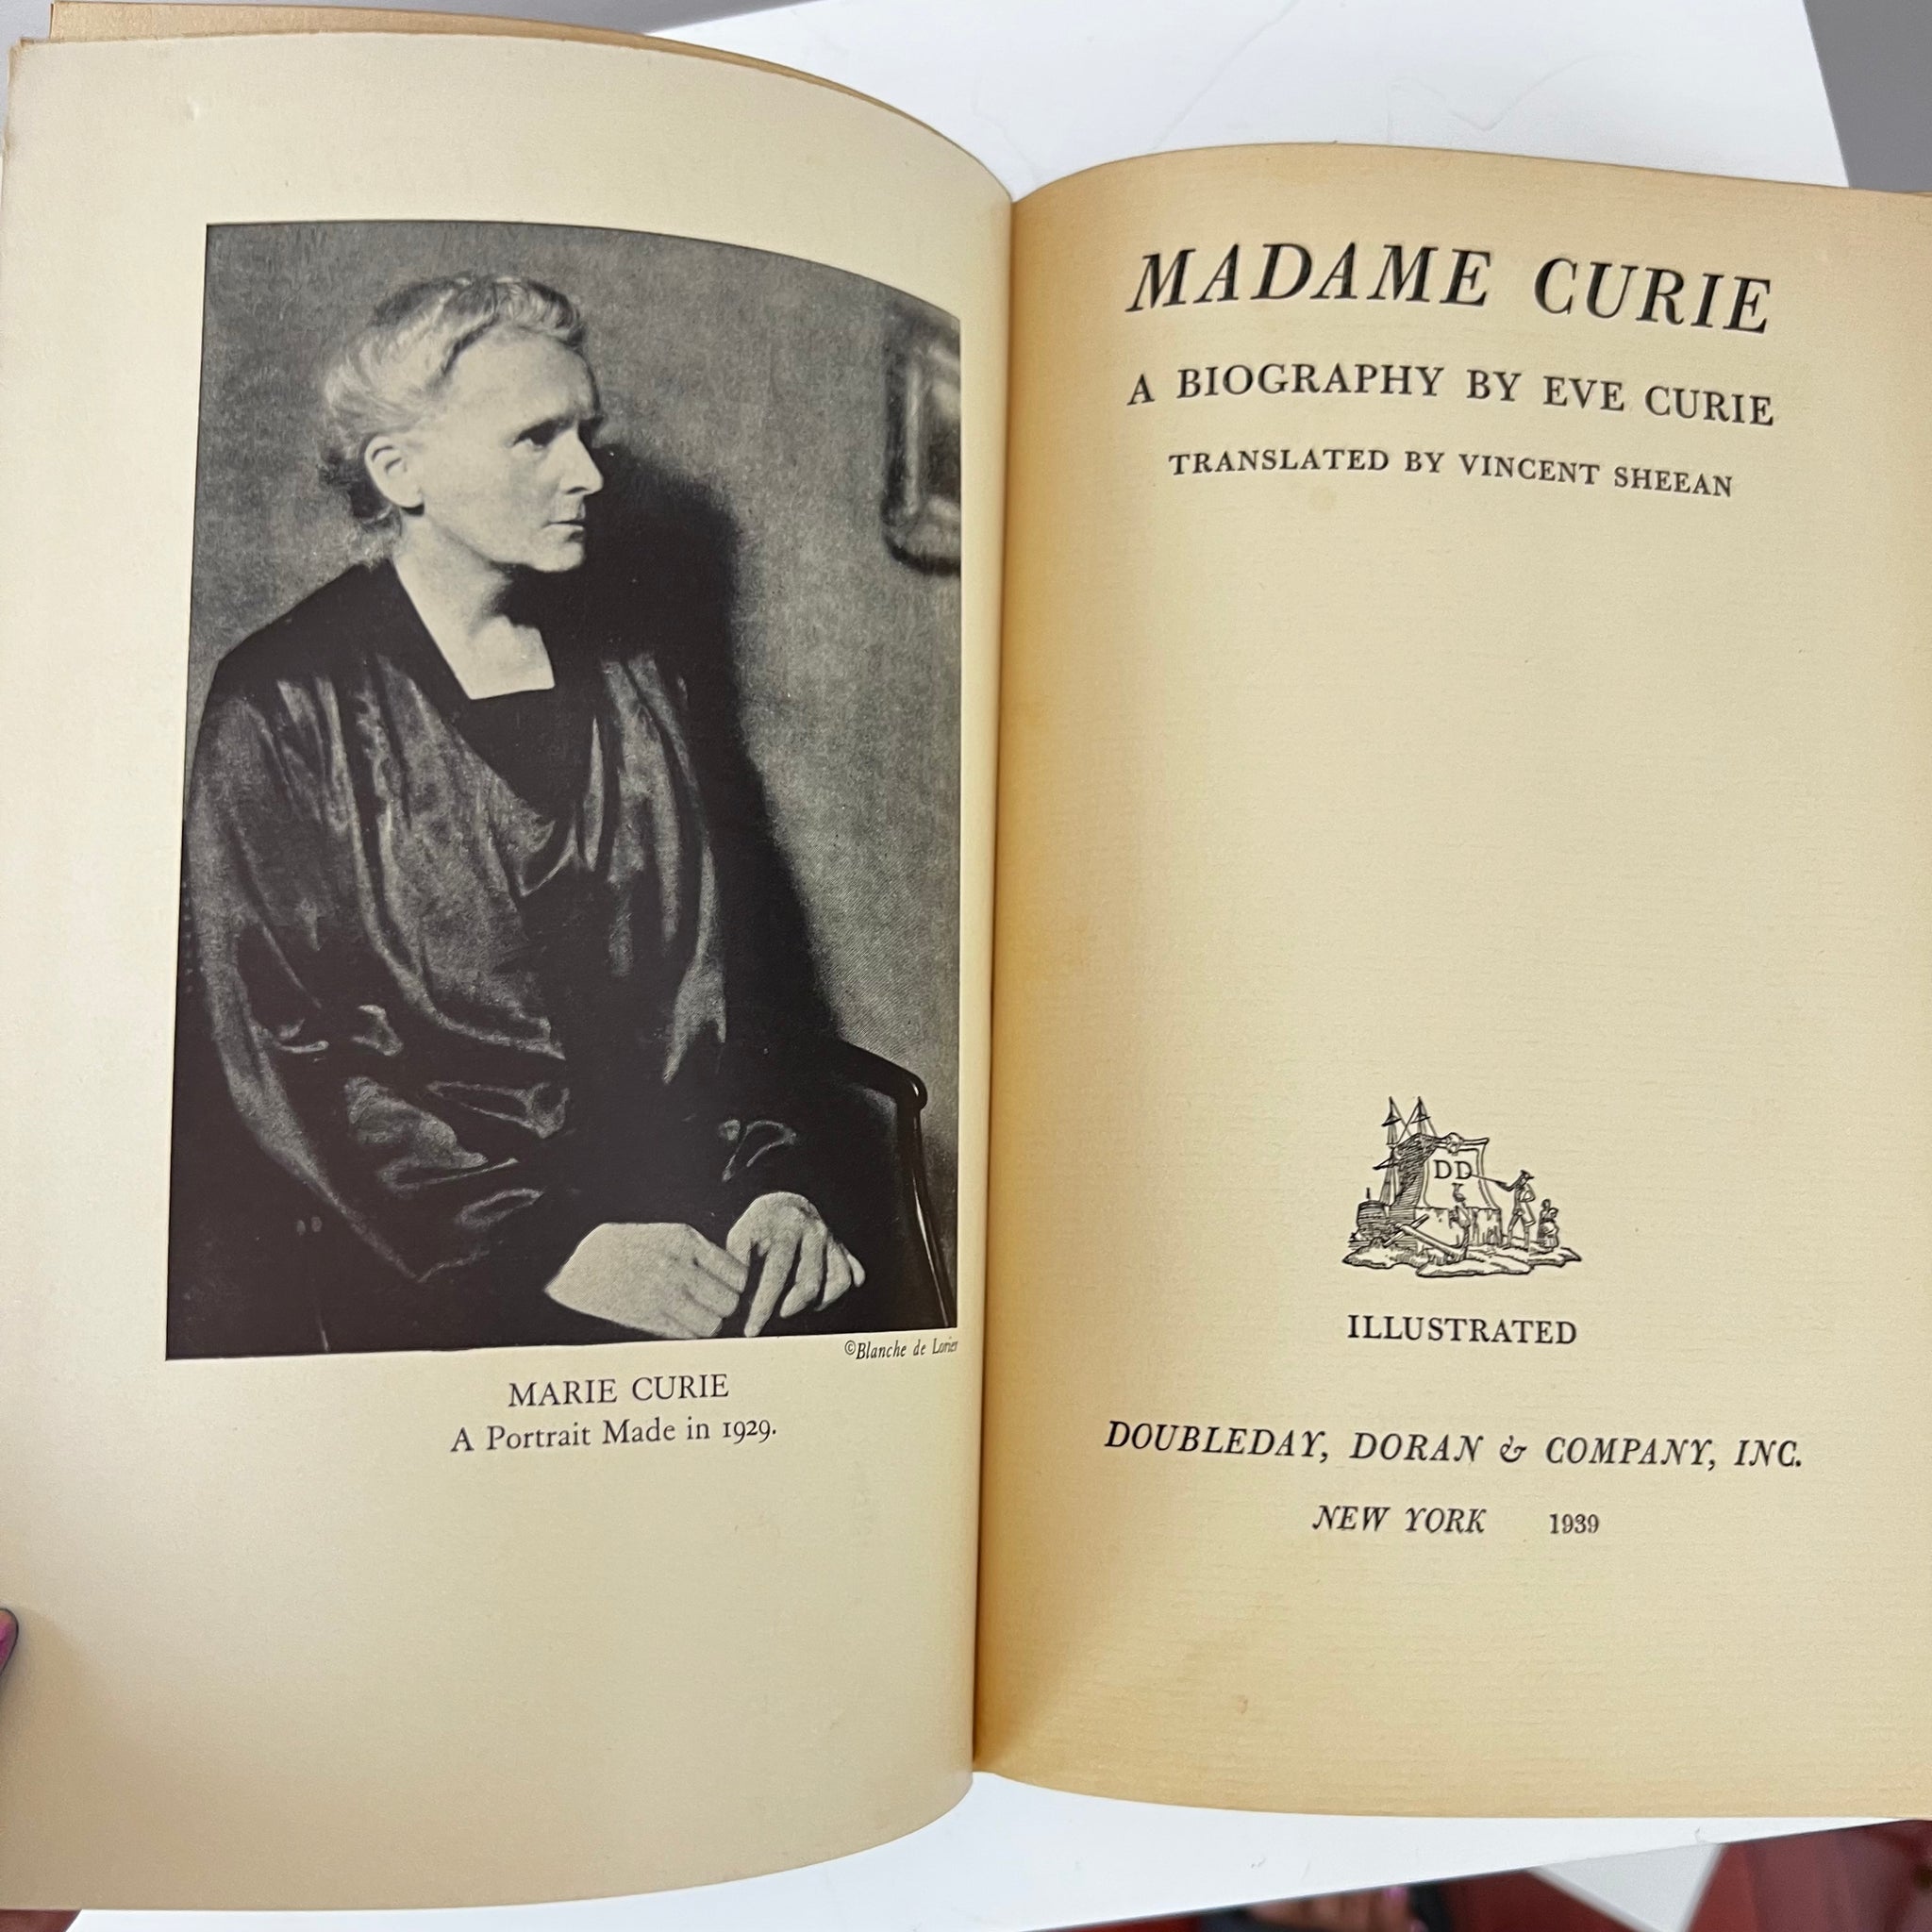 ©Blanche de Lorier
MARIE CURIE
A Portrait Made in 1929.
MADAME CURIE
A BIOGRAPHY BY EVE CURIE
TRANSLATED BY VINCENT SHEEAN
DD
ILLUSTRATED
DOUBLEDAY, DORAN & COMPANY, INC.
NEW YORK 1939